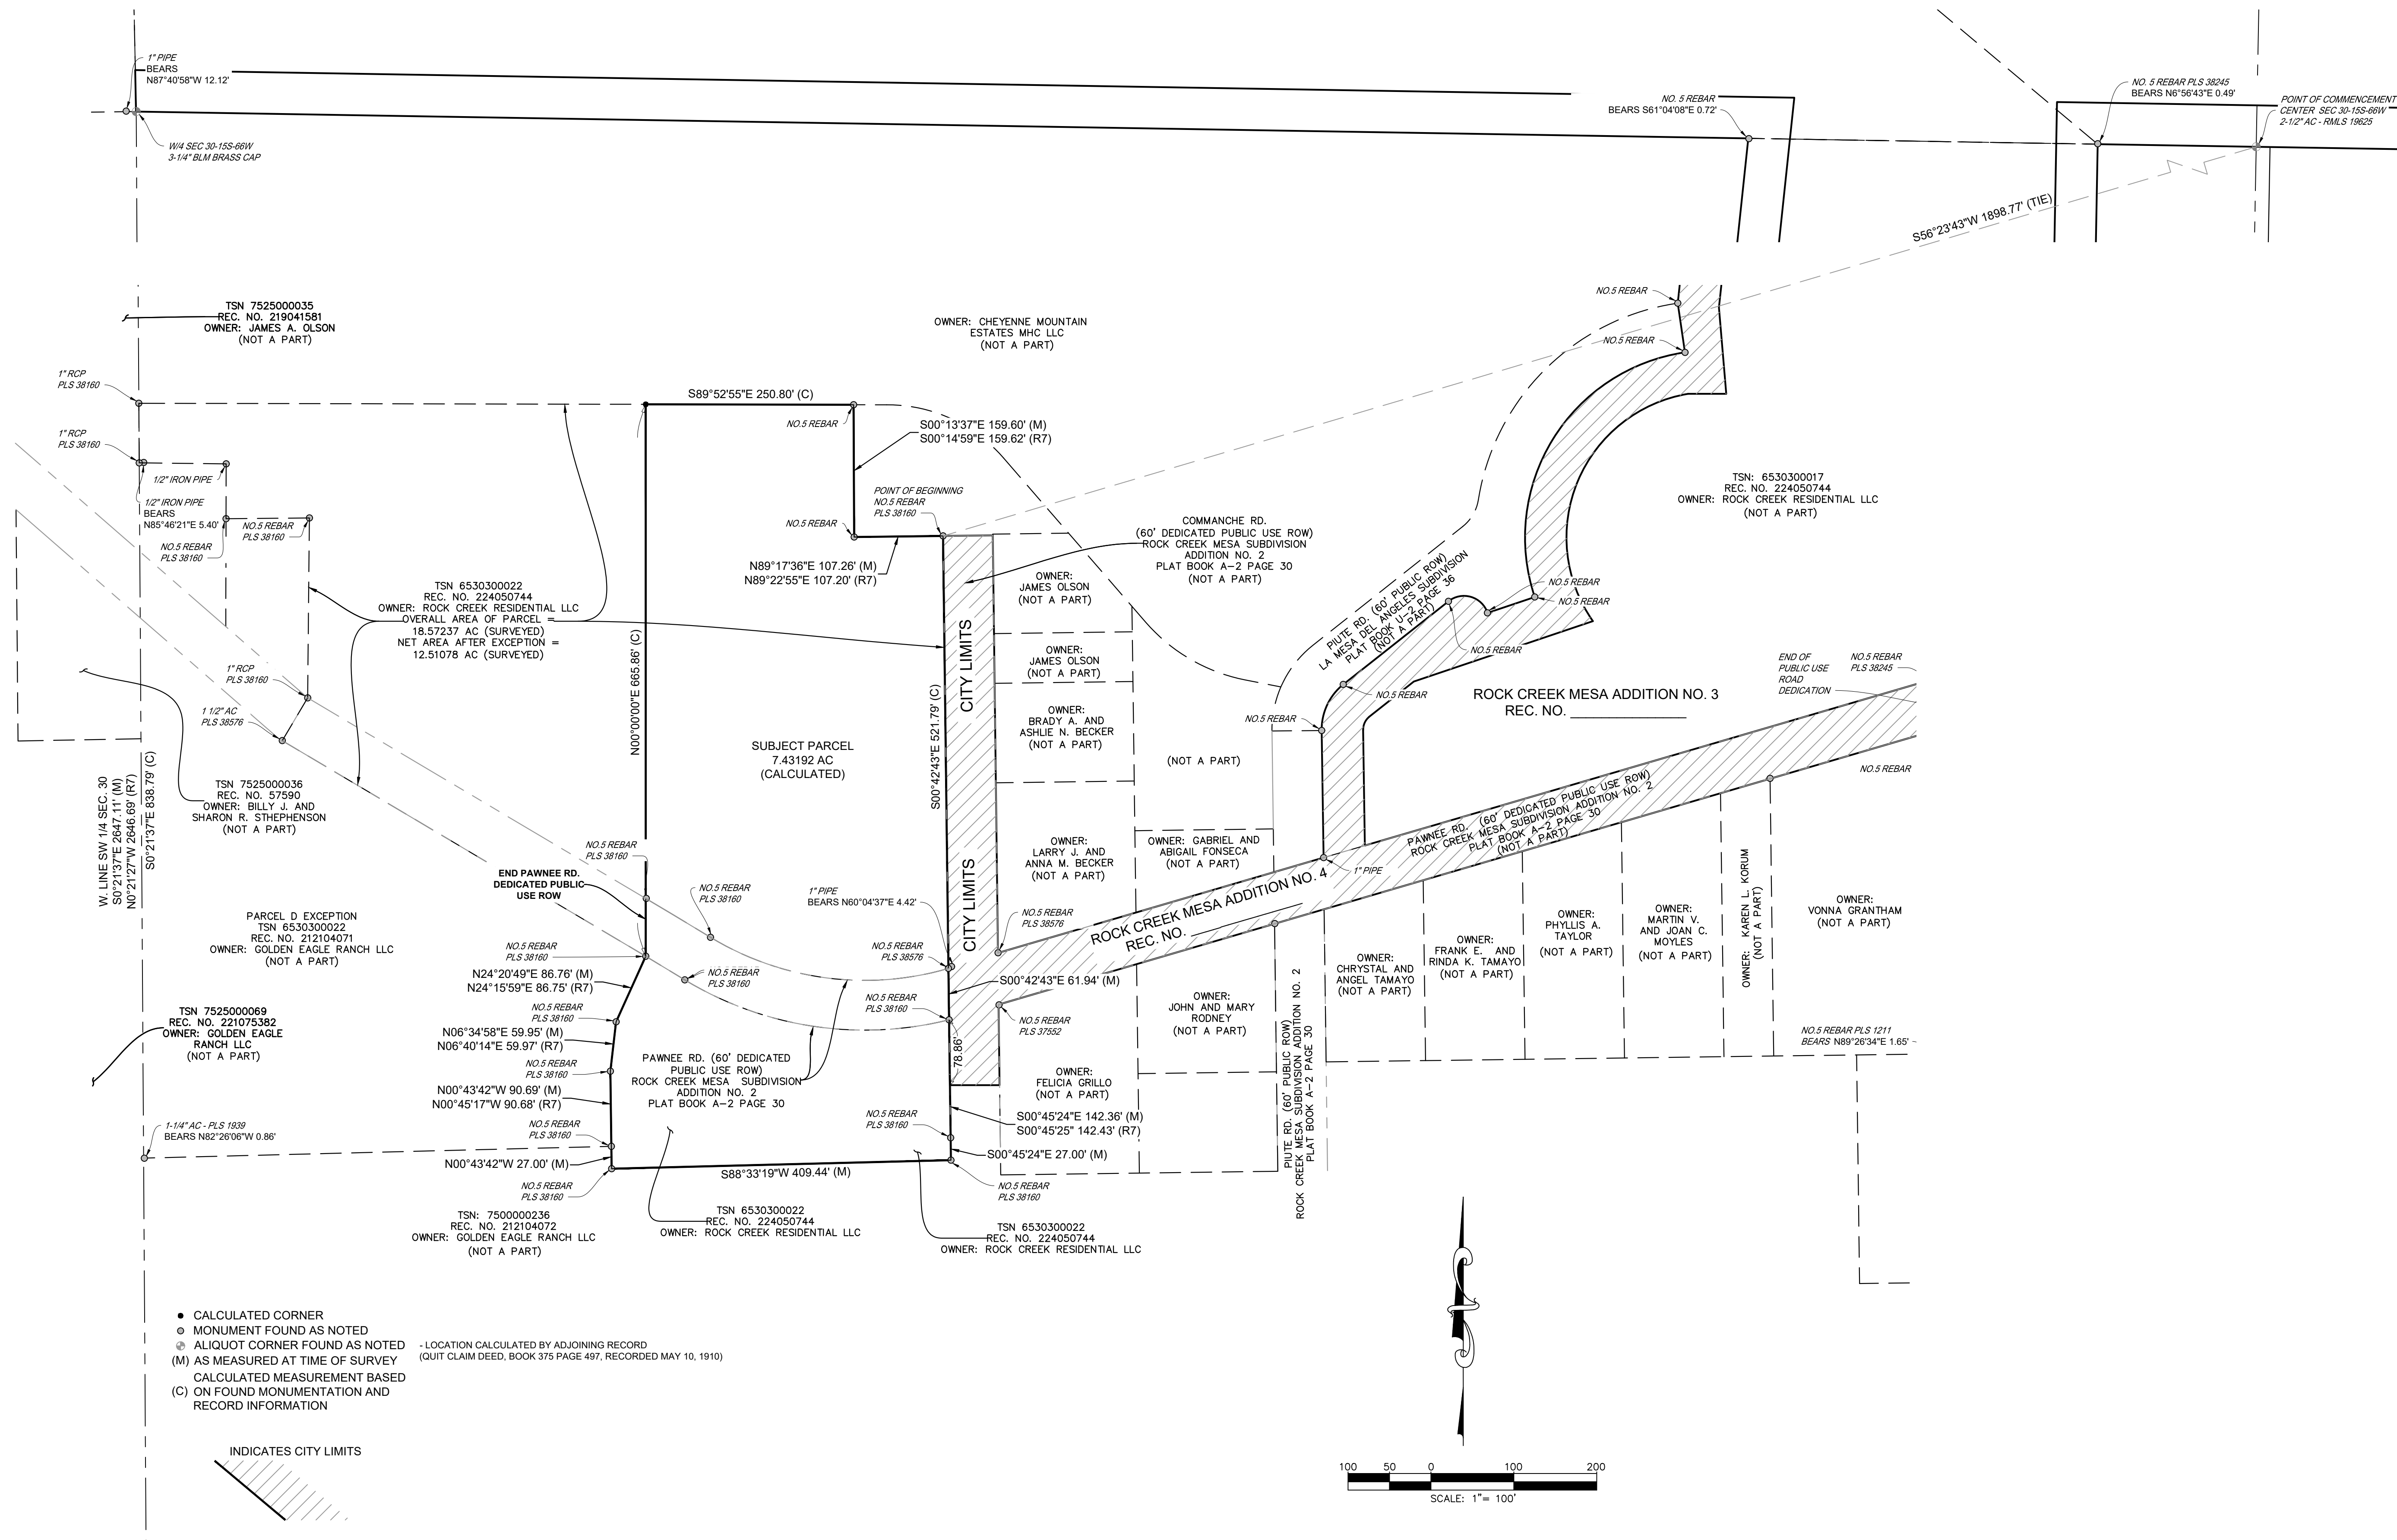 1" PIPE
BEARS
N87°40'58"W 12.12'
W/4 SEC 30-15S-66W
3-1/4" BLM BRASS CAP
NO. 5 REBAR
BEARS S61°04'08"E 0.72'
NO. 5 REBAR PLS 38245
BEARS N6°56'43"E 0.49'
POINT OF COMMENCEMENT
CENTER SEC 30-15S-66W
2-1/2" AC - RMLS 19625
S56°23'43"W 1898.77' (TIE)
TSN 7525000035
REC. NO. 219041581
OWNER: JAMES A. OLSON
(NOT A PART)
OWNER: CHEYENNE MOUNTAIN
ESTATES MHC LLC
(NOT A PART)
NO.5 REBAR
NO.5 REBAR
1" RCP
PLS 38160
1" RCP
PLS 38160
S89°52'55"E 250.80' (C)
NO.5 REBAR
S00°13'37"E 159.60' (M)
S00°14'59"E 159.62' (R7)
1/2" IRON PIPE
1/2" IRON PIPE
BEARS
N85°46'21"E 5.40'
NO.5 REBAR
PLS 38160
NO.5 REBAR
PLS 38160
POINT OF BEGINNING
NO.5 REBAR
PLS 38160
NO.5 REBAR
N89°17'36"E 107.26' (M)
N89°22'55"E 107.20' (R7)
COMMANCHE RD.
(60' DEDICATED PUBLIC USE ROW)
ROCK CREEK MESA SUBDIVISION
ADDITION NO. 2
PLAT BOOK A-2 PAGE 30
(NOT A PART)
TSN: 6530300017
REC. NO. 224050744
OWNER: ROCK CREEK RESIDENTIAL LLC
(NOT A PART)
TSN 6530300022
REC. NO. 224050744
OWNER: ROCK CREEK RESIDENTIAL LLC
OVERALL AREA OF PARCEL =
18.57237 AC (SURVEYED)
NET AREA AFTER EXCEPTION =
12.51078 AC (SURVEYED)
OWNER:
JAMES OLSON
(NOT A PART)
OWNER:
JAMES OLSON
(NOT A PART)
OWNER:
BRADY A. AND
ASHLIE N. BECKER
(NOT A PART)
PIUTE RD. (60' PUBLIC ROW)
LA MESA DEL ANGELES SUBDIVISION
PLAT BOOK U-2 PAGE 36
(NOT A PART)
NO.5 REBAR
NO.5 REBAR
NO.5 REBAR
NO.5 REBAR
NO.5 REBAR
1" RCP
PLS 38160
1 1/2" AC
PLS 38576
CITY LIMITS
N00°00'00"E 665.86' (C)
S00°42'43"E 521.79' (C)
SUBJECT PARCEL
7.43192 AC
(CALCULATED)
(NOT A PART)
ROCK CREEK MESA ADDITION NO. 3
REC. NO. _______________
END OF
PUBLIC USE
ROAD
DEDICATION
NO.5 REBAR
PLS 38245
NO.5 REBAR
W. LINE SW 1/4 SEC. 30
S0°21'37"E 2647.11' (M)
N0°21'27"W 2646.69' (R7)
S0°21'37"E 838.79' (C)
TSN 7525000036
REC. NO. 57590
OWNER: BILLY J. AND
SHARON R. STHEPHENSON
(NOT A PART)
PAWNEE RD. (60' DEDICATED PUBLIC USE ROW)
ROCK CREEK MESA SUBDIVISION ADDITION NO. 2
PLAT BOOK A-2 PAGE 30
(NOT A PART)
NO.5 REBAR
PLS 38160
END PAWNEE RD.
DEDICATED PUBLIC
USE ROW
NO.5 REBAR
PLS 38160
1" PIPE
BEARS N60°04'37"E 4.42'
CITY LIMITS
OWNER:
LARRY J. AND
ANNA M. BECKER
(NOT A PART)
OWNER: GABRIEL AND
ABIGAIL FONSECA
(NOT A PART)
1" PIPE
ROCK CREEK MESA ADDITION NO. 4
REC. NO. _______________
NO.5 REBAR
PLS 38576
PARCEL D EXCEPTION
TSN 6530300022
REC. NO. 212104071
OWNER: GOLDEN EAGLE RANCH LLC
(NOT A PART)
NO.5 REBAR
PLS 38160
NO.5 REBAR
PLS 38160
NO.5 REBAR
PLS 38576
N24°20'49"E 86.76' (M)
N24°15'59"E 86.75' (R7)
S00°42'43"E 61.94' (M)
OWNER:
CHRYSTAL AND
ANGEL TAMAYO
(NOT A PART)
OWNER:
FRANK E. AND
RINDA K. TAMAYO
(NOT A PART)
OWNER:
PHYLLIS A.
TAYLOR
(NOT A PART)
OWNER:
MARTIN V.
AND JOAN C.
MOYLES
(NOT A PART)
OWNER: KAREN L. KORUM
(NOT A PART)
OWNER:
VONNA GRANTHAM
(NOT A PART)
TSN 7525000069
REC. NO. 221075382
OWNER: GOLDEN EAGLE
RANCH LLC
(NOT A PART)
NO.5 REBAR
PLS 38160
NO.5 REBAR
PLS 38160
NO.5 REBAR
PLS 37552
OWNER:
JOHN AND MARY
RODNEY
(NOT A PART)
N06°34'58"E 59.95' (M)
N06°40'14"E 59.97' (R7)
78.86'
NO.5 REBAR PLS 1211
BEARS N89°26'34"E 1.65'
NO.5 REBAR
PLS 38160
PAWNEE RD. (60' DEDICATED
PUBLIC USE ROW)
ROCK CREEK MESA SUBDIVISION
ADDITION NO. 2
PLAT BOOK A-2 PAGE 30
OWNER:
FELICIA GRILLO
(NOT A PART)
PIUTE RD. (60' PUBLIC ROW)
ROCK CREEK MESA SUBDIVISION ADDITION NO. 2
PLAT BOOK A-2 PAGE 30
N00°43'42"W 90.69' (M)
N00°45'17"W 90.68' (R7)
NO.5 REBAR
PLS 38160
NO.5 REBAR
PLS 38160
S00°45'24"E 142.36' (M)
S00°45'25" 142.43' (R7)
1-1/4" AC - PLS 1939
BEARS N82°26'06"W 0.86'
N00°43'42"W 27.00' (M)
S00°45'24"E 27.00' (M)
S88°33'19"W 409.44' (M)
NO.5 REBAR
PLS 38160
NO.5 REBAR
PLS 38160
TSN: 7500000236
REC. NO. 212104072
OWNER: GOLDEN EAGLE RANCH LLC
(NOT A PART)
TSN 6530300022
REC. NO. 224050744
OWNER: ROCK CREEK RESIDENTIAL LLC
TSN 6530300022
REC. NO. 224050744
OWNER: ROCK CREEK RESIDENTIAL LLC
CALCULATED CORNER
MONUMENT FOUND AS NOTED
ALIQUOT CORNER FOUND AS NOTED
(M) AS MEASURED AT TIME OF SURVEY
- LOCATION CALCULATED BY ADJOINING RECORD
(QUIT CLAIM DEED, BOOK 375 PAGE 497, RECORDED MAY 10, 1910)
CALCULATED MEASUREMENT BASED
(C) ON FOUND MONUMENTATION AND
RECORD INFORMATION
INDICATES CITY LIMITS
100 50 0 100 200
SCALE: 1"= 100'